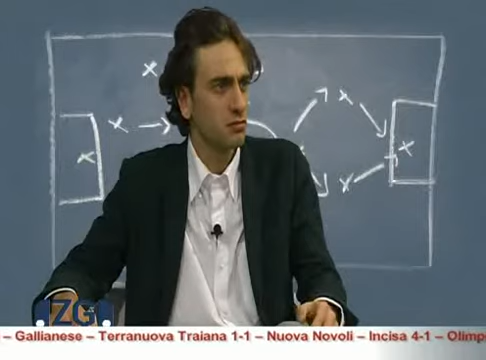 ZG
– Gallianese – Terranuova Traiana 1-1 – Nuova Novoli – Incisa 4-1 – Olimp